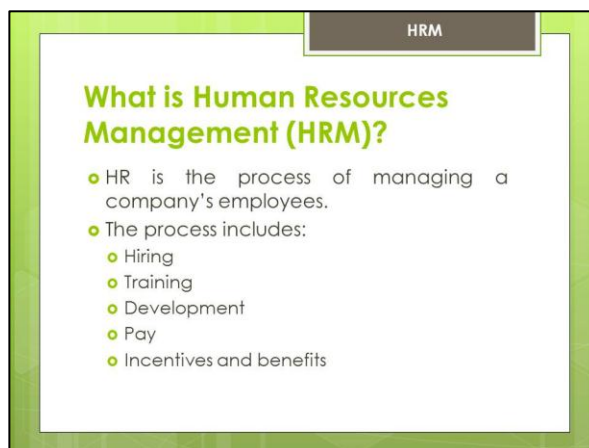 HRM
What is Human Resources
Management (HRM)?
HR is the process of managing a
company's employees.
The process includes:
Hiring
Training
Development
Pay
Incentives and benefits